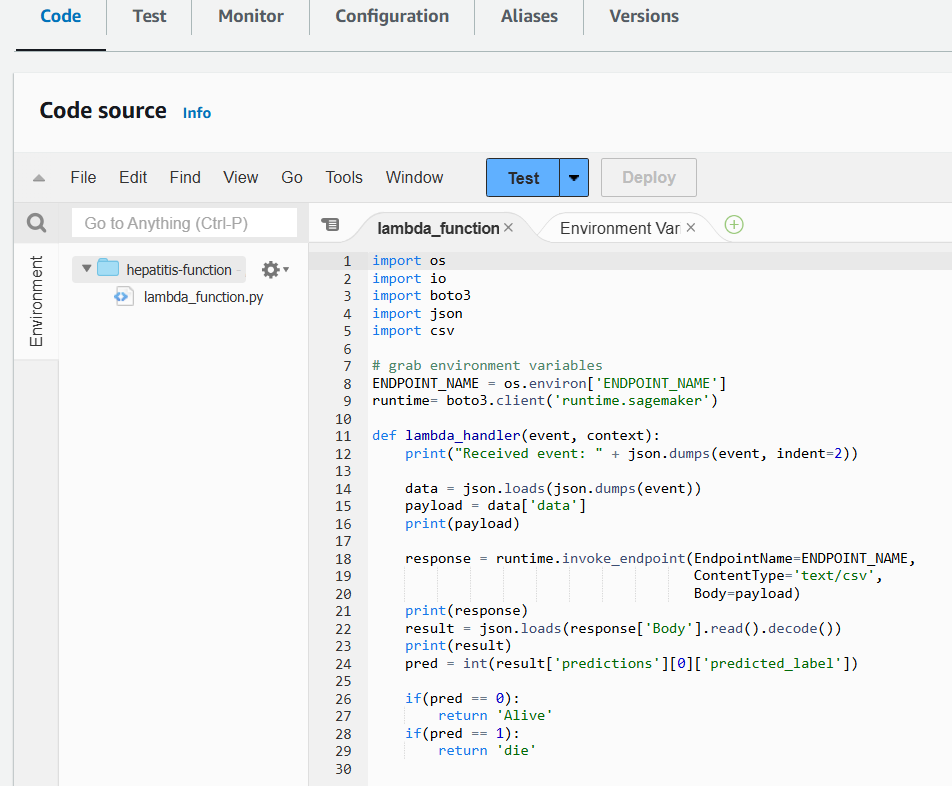 Code Test Monitor Configuration Aliases Versions
Code source Info
File Edit Find View Go Tools Window Test Deploy
Go to Anything (Ctrl-P)
lambda_function × Environment Var ×
Environment
hepatitis-function
lambda_function.py
1 import os
2 import io
3 import boto3
4 import json
5 import csv
6
7 # grab environment variables
8 ENDPOINT_NAME = os.environ['ENDPOINT_NAME']
9 runtime= boto3.client('runtime.sagemaker')
10
11 def lambda_handler(event, context):
12     print("Received event: " + json.dumps(event, indent=2))
13
14     data = json.loads(json.dumps(event))
15     payload = data['data']
16     print(payload)
17
18     response = runtime.invoke_endpoint(EndpointName=ENDPOINT_NAME,
19                                        ContentType='text/csv',
20                                        Body=payload)
21     print(response)
22     result = json.loads(response['Body'].read().decode())
23     print(result)
24     pred = int(result['predictions'][0]['predicted_label'])
25
26     if(pred == 0):
27         return 'Alive'
28     if(pred == 1):
29         return 'die'
30